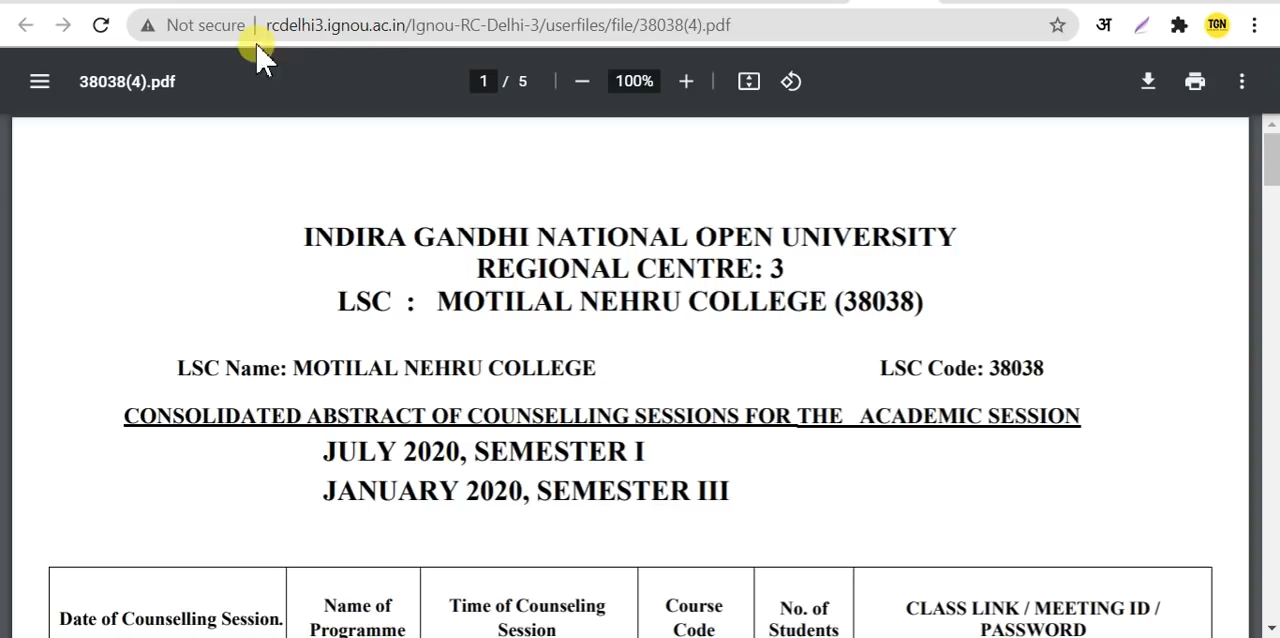 Not secure | rcdelhi3.ignou.ac.in/Ignou-RC-Delhi-3/userfiles/file/38038(4).pdf
अ
TGN
38038(4).pdf
1 / 5
100%
INDIRA GANDHI NATIONAL OPEN UNIVERSITY
REGIONAL CENTRE: 3
LSC : MOTILAL NEHRU COLLEGE (38038)
LSC Name: MOTILAL NEHRU COLLEGE LSC Code: 38038
CONSOLIDATED ABSTRACT OF COUNSELLING SESSIONS FOR THE ACADEMIC SESSION
JULY 2020, SEMESTER I
JANUARY 2020, SEMESTER III
Date of Counselling Session.
Name of
Programme
Time of Counseling
Session
Course
Code
No. of
Students
CLASS LINK / MEETING ID /
PASSWORD